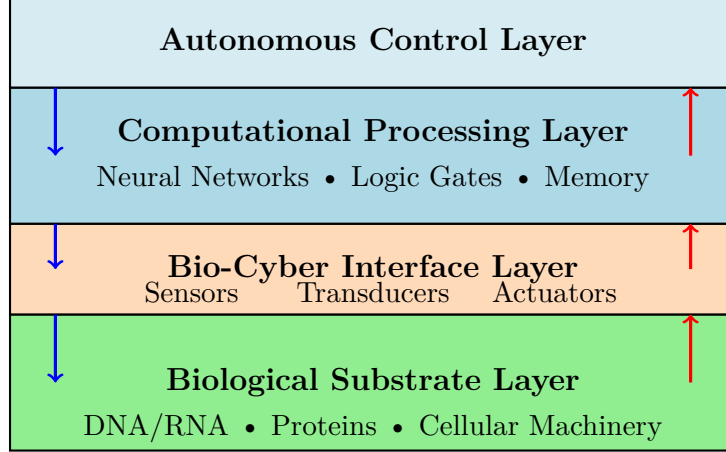 Autonomous Control Layer
Computational Processing Layer
Neural Networks • Logic Gates • Memory
Bio-Cyber Interface Layer
Sensors Transducers Actuators
Biological Substrate Layer
DNA/RNA • Proteins • Cellular Machinery